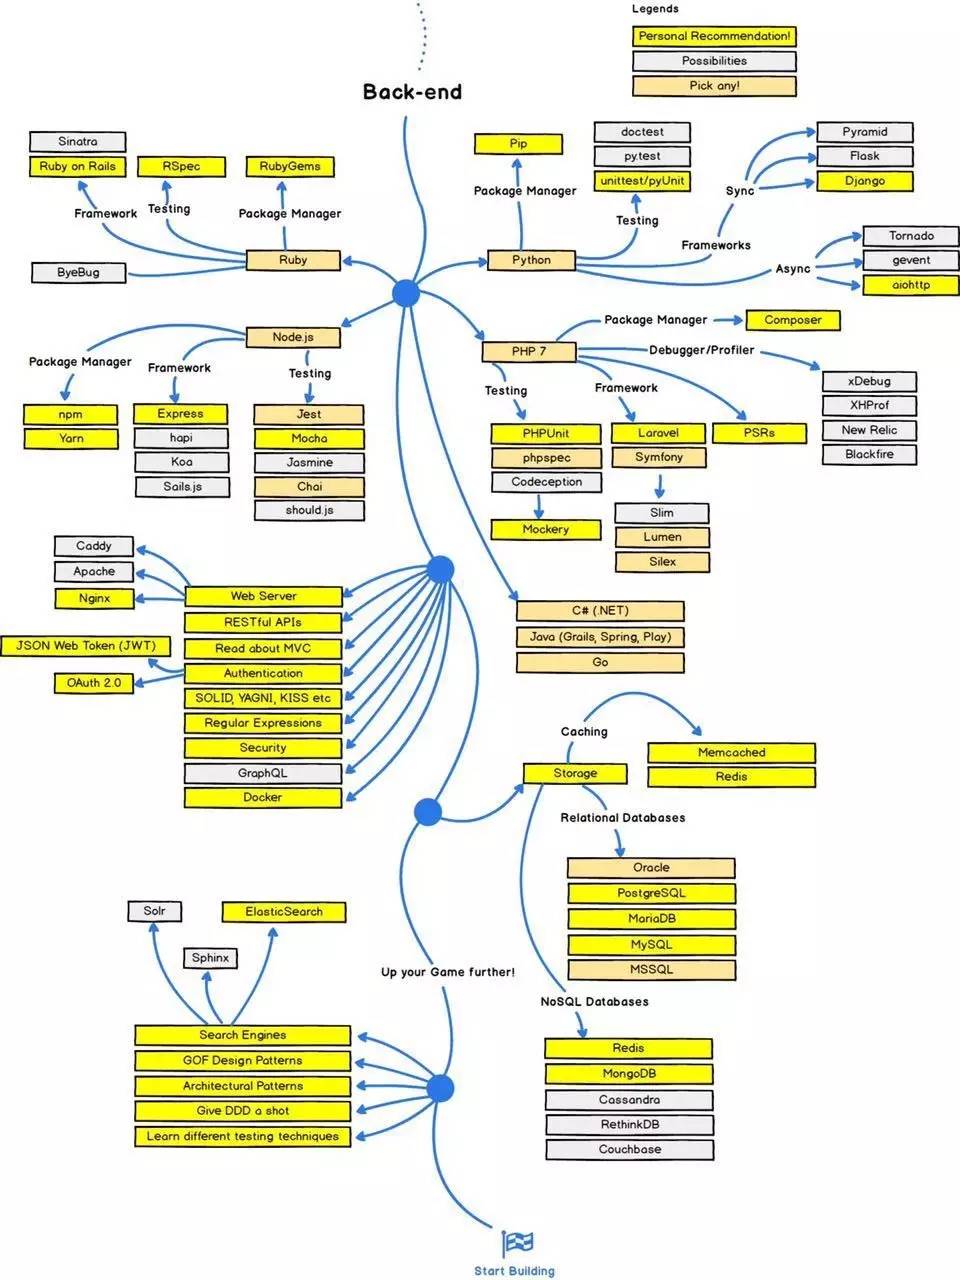 Legends
Personal Recommendation!
Possibilities
Pick any!
Back-end
Sinatra
Ruby on Rails
RSpec
RubyGems
Framework
Testing
Package Manager
ByeBug
Ruby
Pip
doctest
py.test
unittest/pyUnit
Package Manager
Testing
Python
Pyramid
Flask
Django
Sync
Frameworks
Async
Tornado
gevent
aiohttp
Node.js
Package Manager
Framework
Testing
npm
Yarn
Express
hapi
Koa
Sails.js
Jest
Mocha
Jasmine
Chai
should.js
PHP 7
Package Manager
Composer
Debugger/Profiler
xDebug
XHProf
New Relic
Blackfire
Testing
Framework
PHPUnit
phpspec
Codeception
Mockery
Laravel
Symfony
Slim
Lumen
Silex
PSRs
Caddy
Apache
Nginx
JSON Web Token (JWT)
OAuth 2.0
Web Server
RESTful APIs
Read about MVC
Authentication
SOLID, YAGNI, KISS etc
Regular Expressions
Security
GraphQL
Docker
C# (.NET)
Java (Grails, Spring, Play)
Go
Caching
Storage
Memcached
Redis
Relational Databases
Oracle
PostgreSQL
MariaDB
MySQL
MSSQL
NoSQL Databases
Redis
MongoDB
Cassandra
RethinkDB
Couchbase
Up your Game further!
Solr
Sphinx
ElasticSearch
Search Engines
GOF Design Patterns
Architectural Patterns
Give DDD a shot
Learn different testing techniques
Start Building